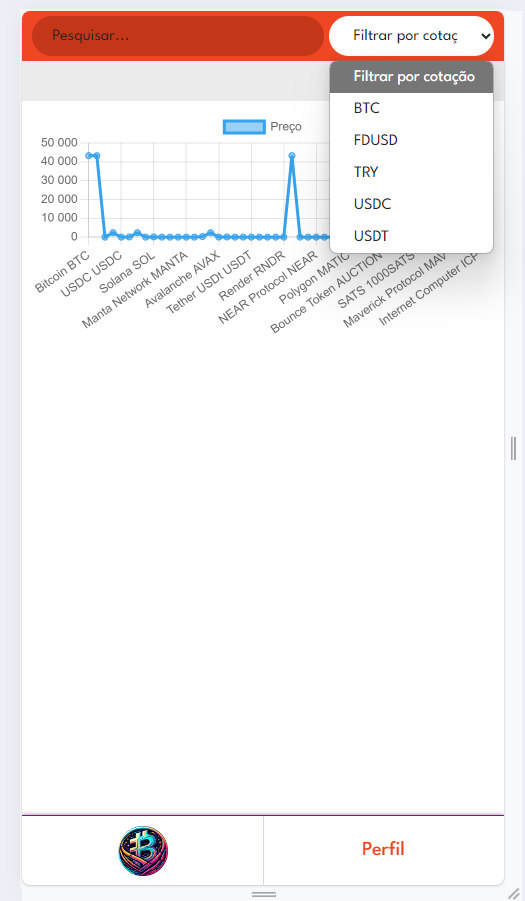 Pesquisar...
Filtrar por cotaç
Filtrar por cotação
BTC
FDUSD
TRY
USDC
USDT
Preço
50 000
40 000
30 000
20 000
10 000
0
Bitcoin BTC
USDC USDC
Solana SOL
Manta Network MANTA
Avalanche AVAX
Tether USDt USDT
Render RNDR
NEAR Protocol NEAR
Polygon MATIC
Bounce Token AUCTION
SATS 1000SATS
Maverick Protocol MAV
Internet Computer ICP
Perfil